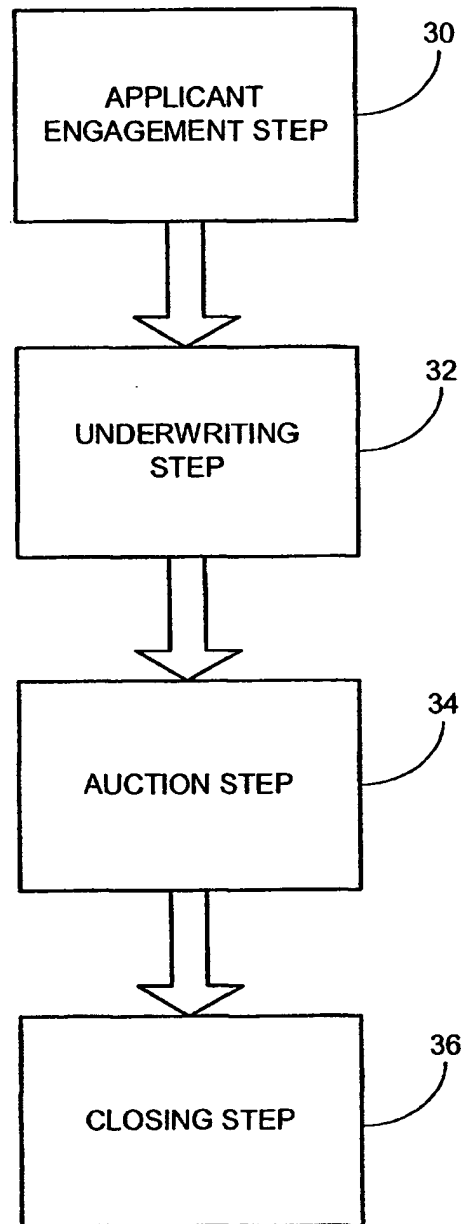 30
APPLICANT
ENGAGEMENT STEP
32
UNDERWRITING
STEP
34
AUCTION STEP
36
CLOSING STEP